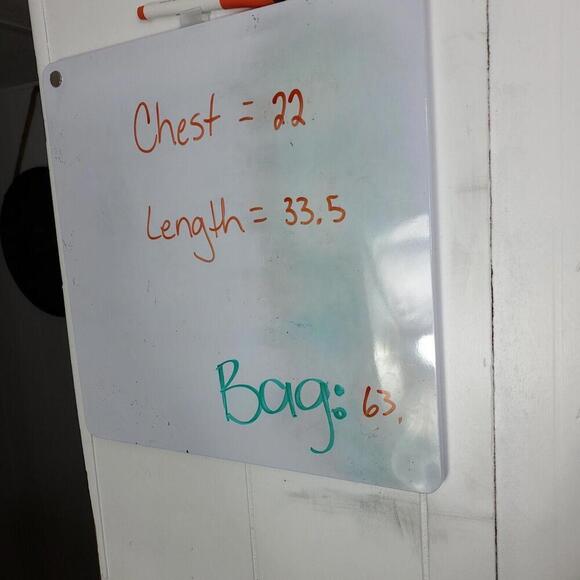 Chest = 22
Length = 33.5
Bag: 63.